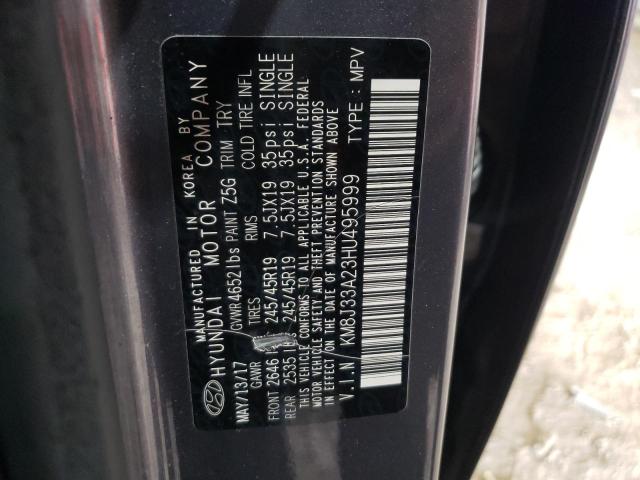 MANUFACTURED IN KOREA BY
HYUNDAI MOTOR COMPANY
MAY/13/17 GVWR 4652 lbs PAINT Z5G TRIM TRY
GAWR TIRES RIMS COLD TIRE INFL
FRONT 2646 245/45R19 7.5JX19 35psi SINGLE
REAR 2535 245/45R19 7.5JX19 35psi SINGLE
THIS VEHICLE CONFORMS TO ALL APPLICABLE U.S.A. FEDERAL
MOTOR VEHICLE SAFETY AND THEFT PREVENTION STANDARDS
IN EFFECT ON THE DATE OF MANUFACTURE SHOWN ABOVE
V.I.N KM8J33A23HU495999 TYPE : MPV